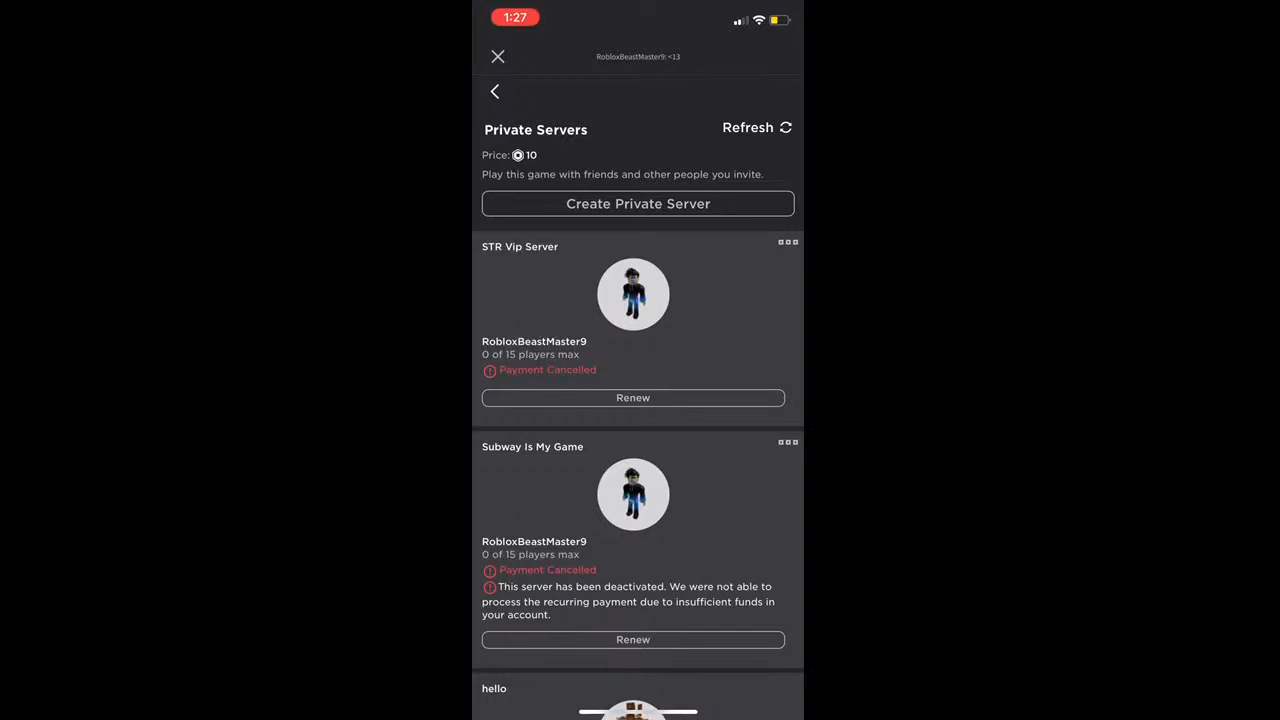 1:27
RobloxBeastMaster9: <13
Private Servers
Refresh
Price: 10
Play this game with friends and other people you invite.
Create Private Server
STR Vip Server
RobloxBeastMaster9
0 of 15 players max
Payment Cancelled
Renew
Subway Is My Game
RobloxBeastMaster9
0 of 15 players max
Payment Cancelled
This server has been deactivated. We were not able to
process the recurring payment due to insufficient funds in
your account.
Renew
hello